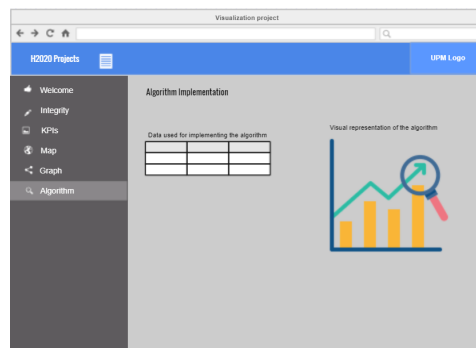 Visualization project
H2020 Projects
UPM Logo
Welcome
Integrity
KPIs
Map
Graph
Algorithm
Algorithm Implementation
Data used for implementing the algorithm
Visual representation of the algorithm